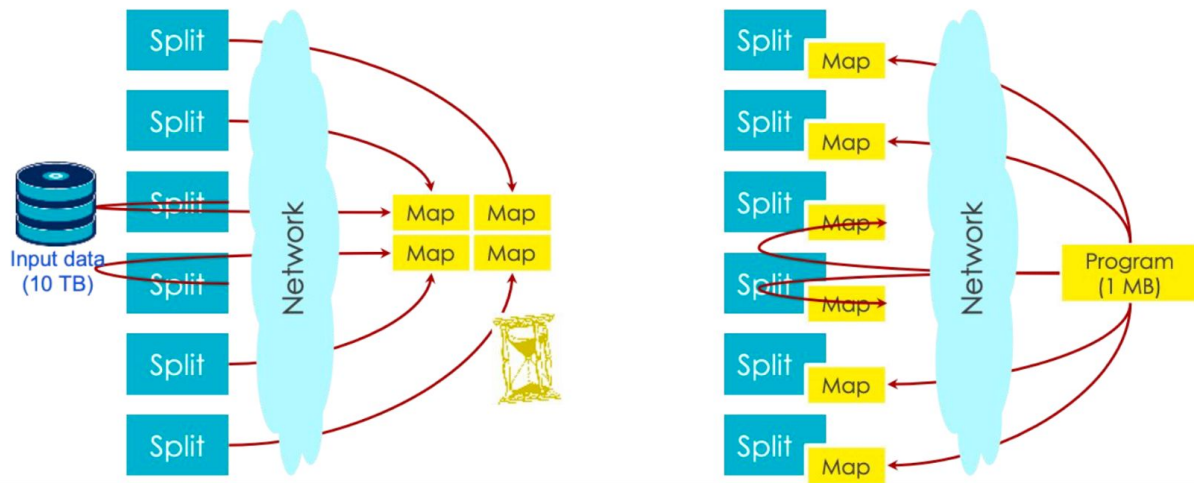 Split
Split
Split
Split
Split
Split
Input data
(10 TB)
Network
Map
Map
Map
Map
Split
Map
Split
Map
Split
Map
Split
Map
Split
Map
Split
Map
Network
Program
(1 MB)